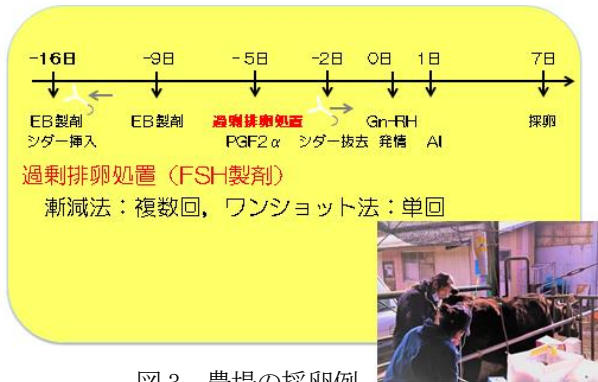 -16日 -9日 -5日 -2日 0日 1日 7日
EB製剤 EB製剤 過剰排卵処置 Gn-RH 採卵
シダー挿入 PGF2α シダー抜去 発情 AI
過剰排卵処置(FSH製剤)
漸減法:複数回,ワンショット法:単回
図3 農場の採卵例